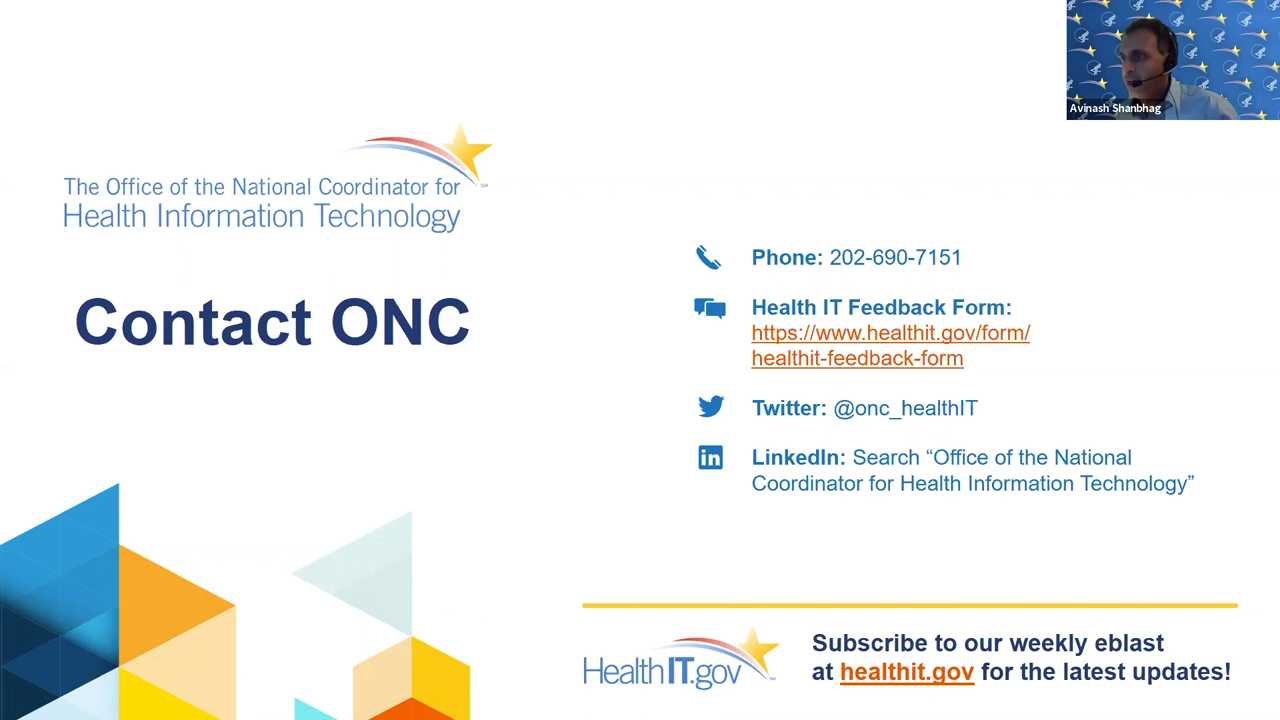 Avinash Shanbhag
The Office of the National Coordinator for
Health Information Technology
Contact ONC
Phone: 202-690-7151
Health IT Feedback Form:
https://www.healthit.gov/form/
healthit-feedback-form
Twitter: @onc_healthIT
LinkedIn: Search “Office of the National
Coordinator for Health Information Technology”
HealthIT.gov
Subscribe to our weekly eblast
at healthit.gov for the latest updates!